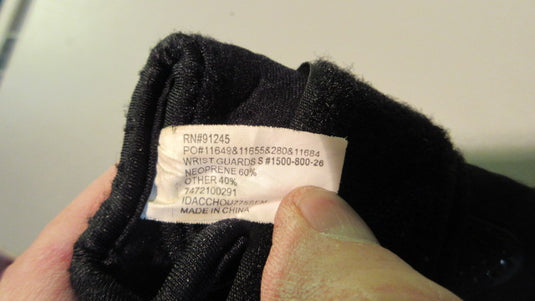 RN#91245
PO#11649&11655&280&11684
WRIST GUARDS S#1500-800-26
NEOPRENE 60%
OTHER 40%
7472100291
MADE IN CHINA